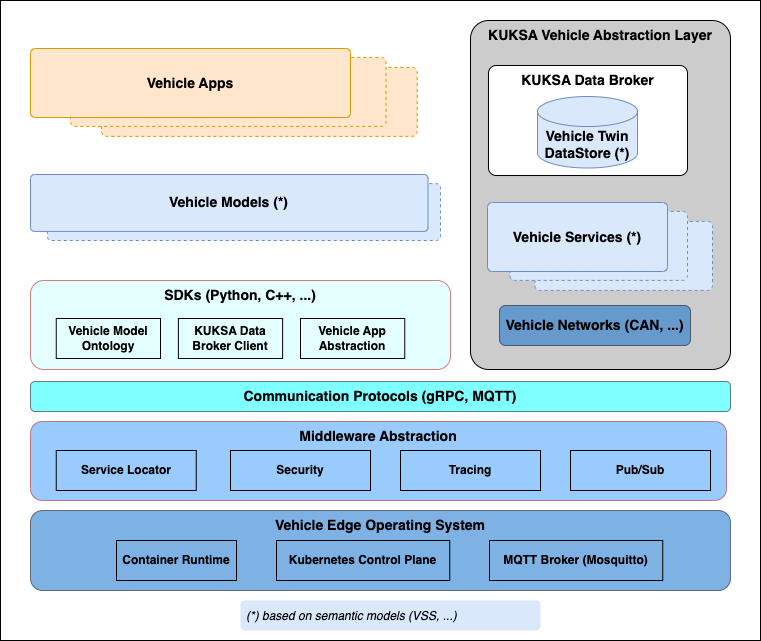 Vehicle Apps
Vehicle Models (*)
SDKs (Python, C++, ...)
Vehicle Model
Ontology
KUKSA Data
Broker Client
Vehicle App
Abstraction
KUKSA Vehicle Abstraction Layer
KUKSA Data Broker
Vehicle Twin
DataStore (*)
Vehicle Services (*)
Vehicle Networks (CAN, ...)
Communication Protocols (gRPC, MQTT)
Middleware Abstraction
Service Locator
Security
Tracing
Pub/Sub
Vehicle Edge Operating System
Container Runtime
Kubernetes Control Plane
MQTT Broker (Mosquitto)
(*) based on semantic models (VSS, ...)